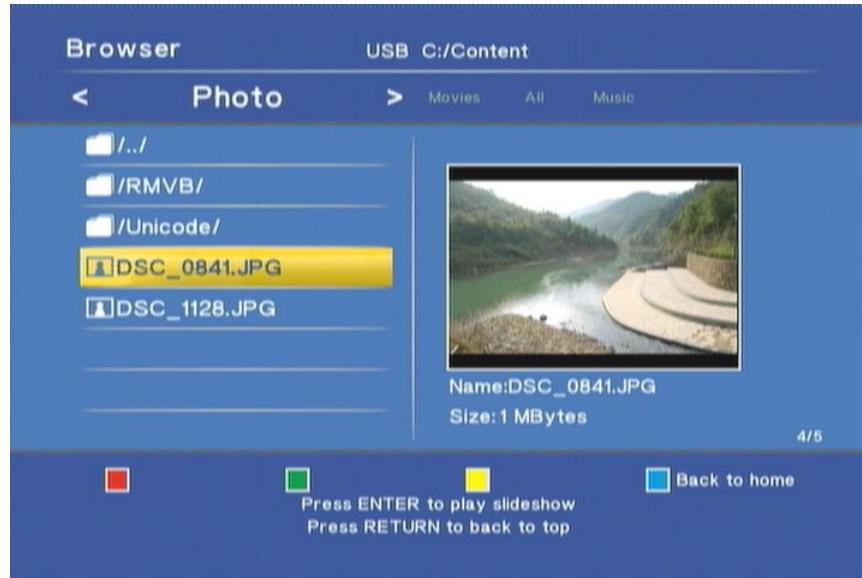 Browser USB C:/Content
< Photo > Movies All Music
/../
/RMVB/
/Unicode/
DSC_0841.JPG
DSC_1128.JPG
Name:DSC_0841.JPG
Size:1 MBytes
4/5
Back to home
Press ENTER to play slideshow
Press RETURN to back to top